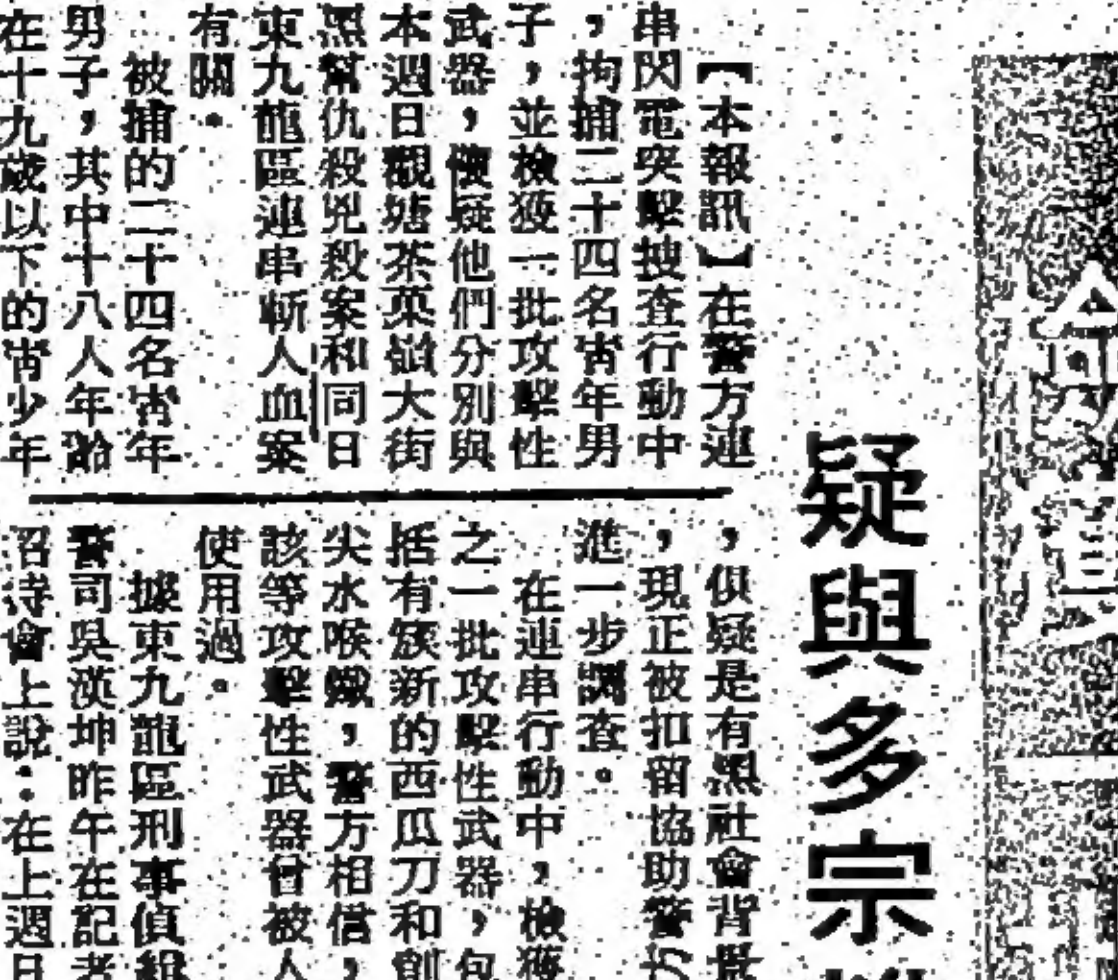 疑與多宗
【本報訊】在警方連
串閃電突擊搜查行動中
，拘捕二十四名青年男
子，並檢獲一批攻擊性
武器，懷疑他們分別與
本週日觀塘茶菓嶺大街
黑幫仇殺兇殺案和同日
東九龍區連串斬人血案
有關。
被捕的二十四名青年
男子，其中十八人年齡
在十九歲以下的青少年
，俱疑是有黑社會背景
，現正被扣留協助警方
進一步調查。
在連串行動中，檢獲
之一批攻擊性武器，包
括有簇新的西瓜刀和創
尖水喉鐵，警方相信，
該等攻擊性武器曾被人
使用過。
據東九龍區刑事偵緝
警司吳漢坤昨午在記者
招待會上說：在上週日